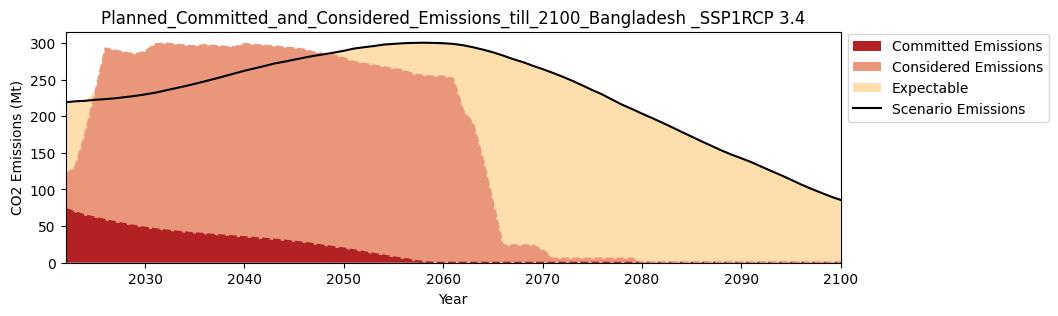 Planned_Committed_and_Considered_Emissions_till_2100_Bangladesh _SSP1RCP 3.4
CO2 Emissions (Mt)
300
250
200
150
100
50
0
2030 2040 2050 2060 2070 2080 2090 2100
Year
Committed Emissions
Considered Emissions
Expectable
Scenario Emissions